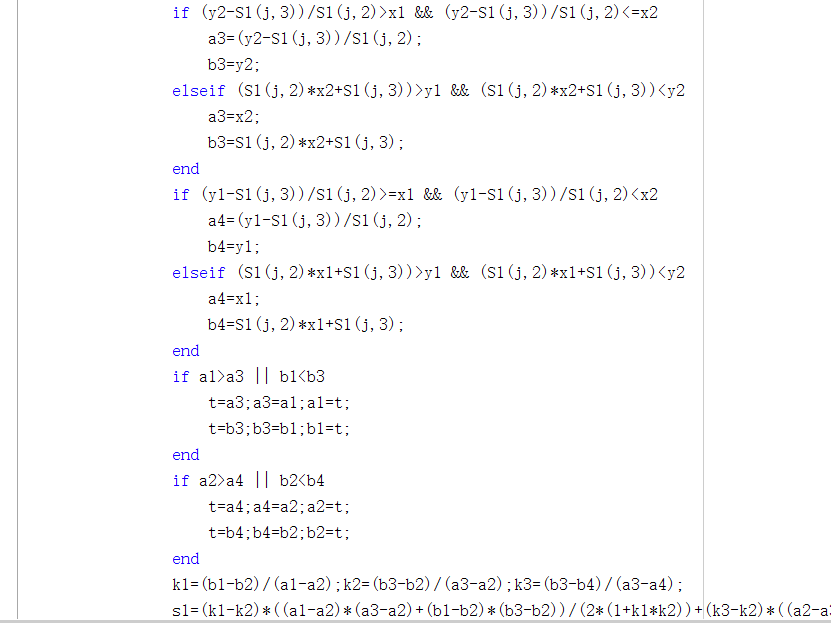 if (y2-S1(j,3))/S1(j,2)>x1 && (y2-S1(j,3))/S1(j,2)<=x2
a3=(y2-S1(j,3))/S1(j,2);
b3=y2;
elseif (S1(j,2)*x2+S1(j,3))>y1 && (S1(j,2)*x2+S1(j,3))<y2
a3=x2;
b3=S1(j,2)*x2+S1(j,3);
end
if (y1-S1(j,3))/S1(j,2)>=x1 && (y1-S1(j,3))/S1(j,2)<x2
a4=(y1-S1(j,3))/S1(j,2);
b4=y1;
elseif (S1(j,2)*x1+S1(j,3))>y1 && (S1(j,2)*x1+S1(j,3))<y2
a4=x1;
b4=S1(j,2)*x1+S1(j,3);
end
if a1>a3 || b1<b3
t=a3;a3=a1;a1=t;
t=b3;b3=b1;b1=t;
end
if a2>a4 || b2<b4
t=a4;a4=a2;a2=t;
t=b4;b4=b2;b2=t;
end
k1=(b1-b2)/(a1-a2);k2=(b3-b2)/(a3-a2);k3=(b3-b4)/(a3-a4);
s1=(k1-k2)*((a1-a2)*(a3-a2)+(b1-b2)*(b3-b2))/(2*(1+k1*k2))+(k3-k2)*((a2-a3